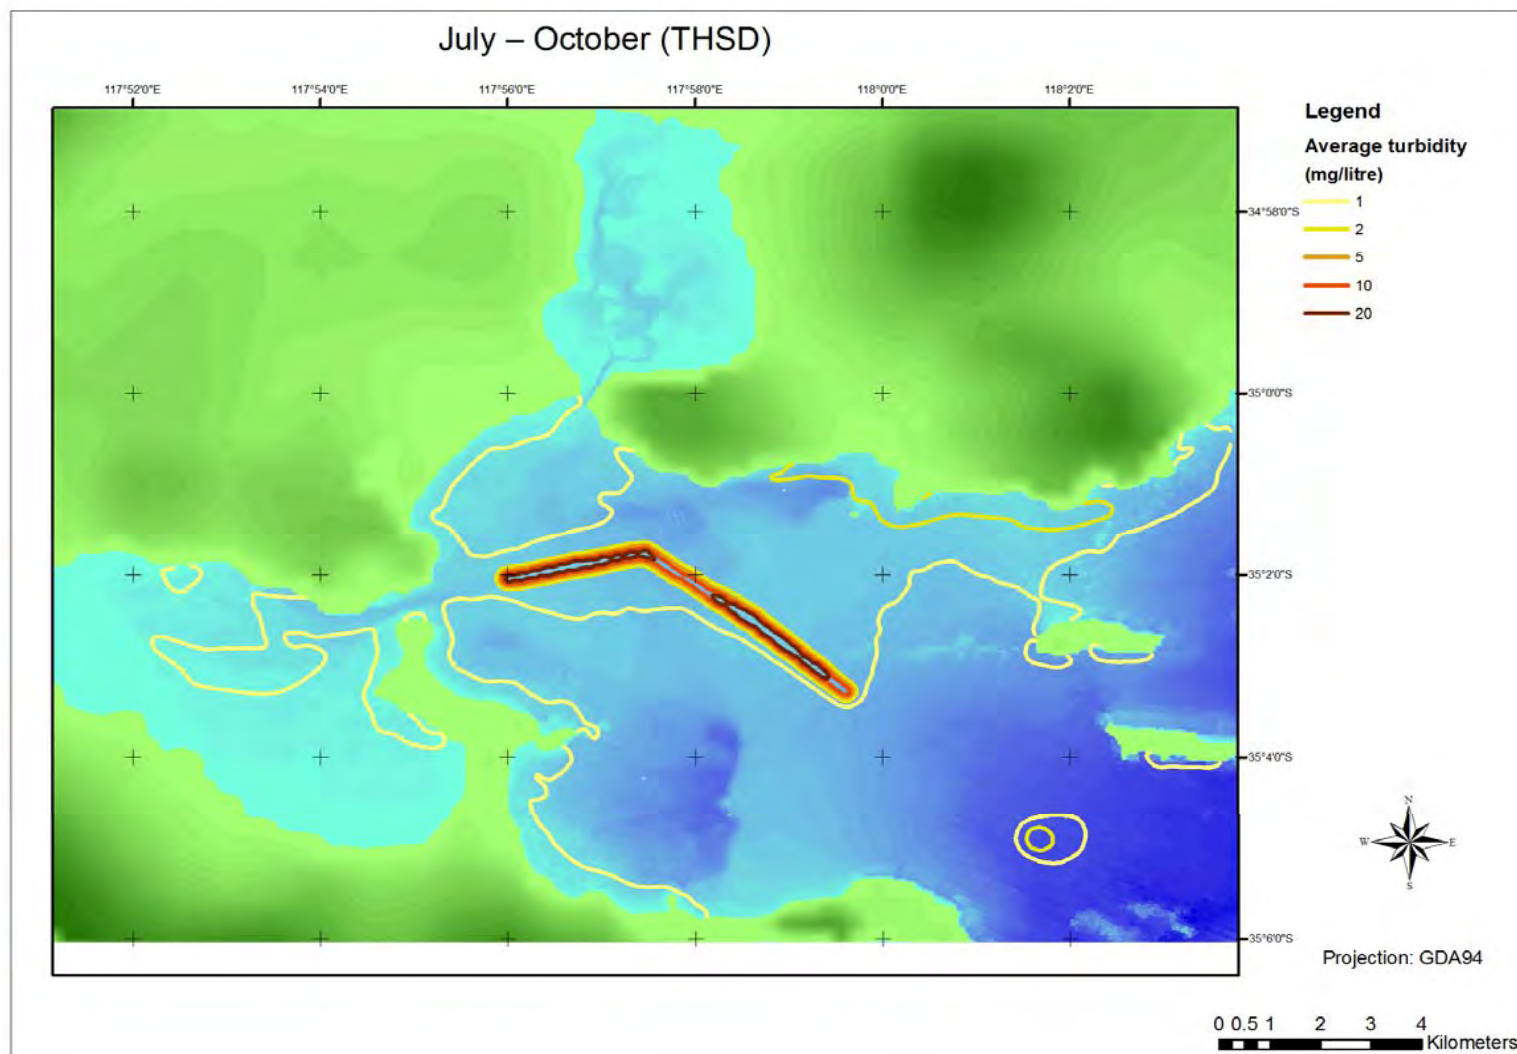 July – October (THSD)
117°52'0"E 117°54'0"E 117°56'0"E 117°58'0"E 118°0'0"E 118°2'0"E
Legend
Average turbidity
(mg/litre)
1
2
5
10
20
34°58'0"S
35°0'0"S
35°2'0"S
35°4'0"S
35°6'0"S
N
W E
S
Projection: GDA94
0 0.5 1 2 3 4
Kilometers